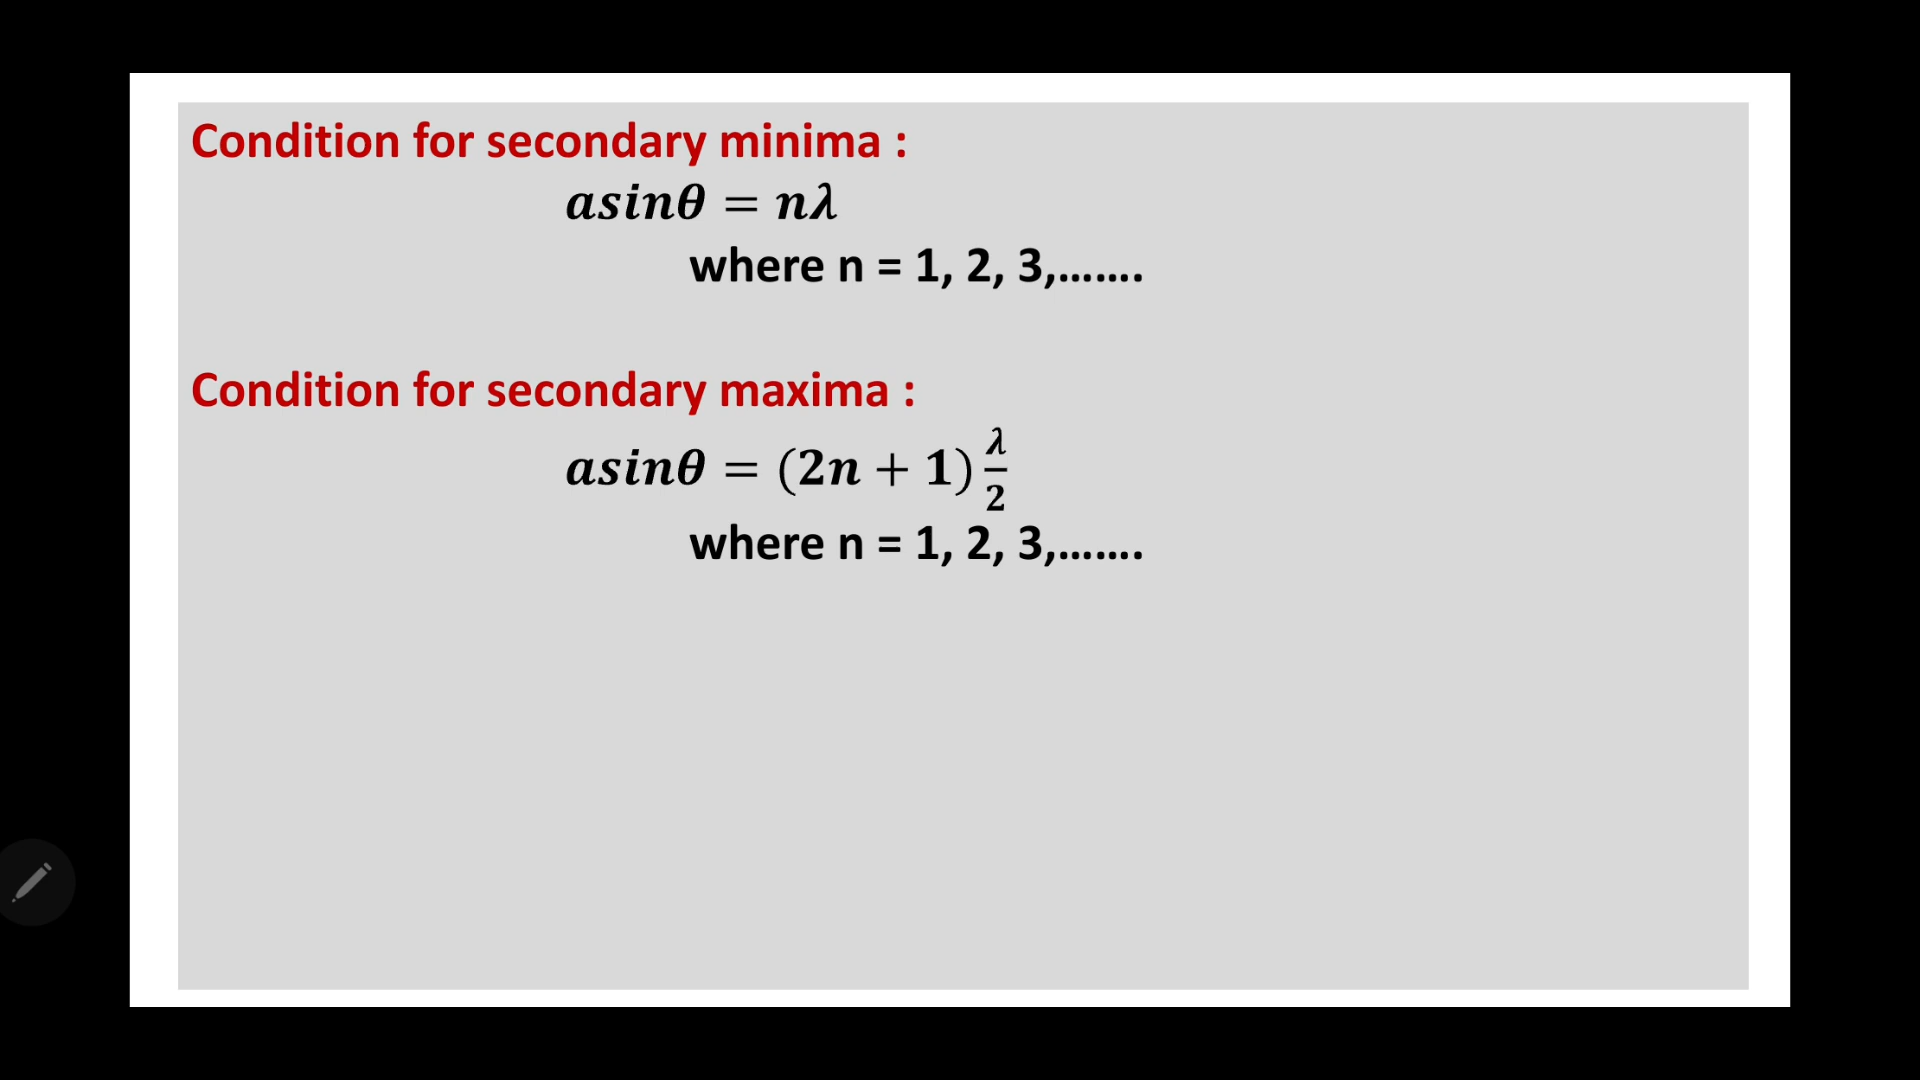 Condition for secondary minima :
asinθ = nλ
where n = 1, 2, 3,.......
Condition for secondary maxima :
asinθ = (2n + 1) λ/2
where n = 1, 2, 3,.......